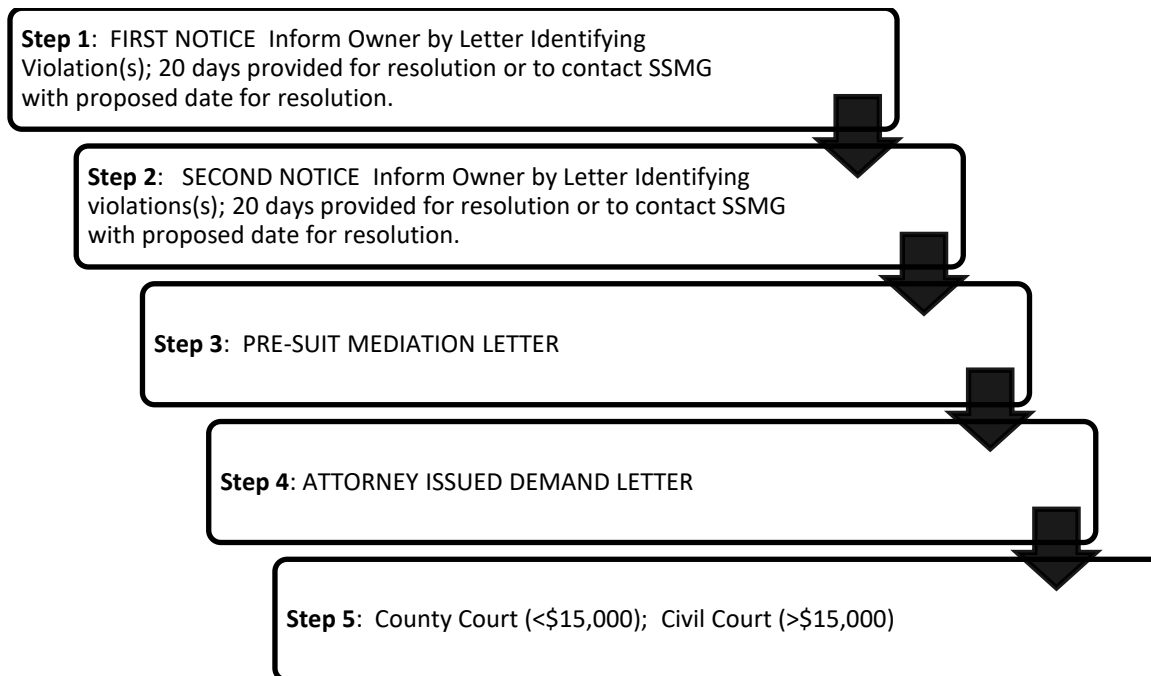 Step 1:  FIRST NOTICE  Inform Owner by Letter Identifying
Violation(s); 20 days provided for resolution or to contact SSMG
with proposed date for resolution.
Step 2:   SECOND NOTICE  Inform Owner by Letter Identifying
violations(s); 20 days provided for resolution or to contact SSMG
with proposed date for resolution.
Step 3:  PRE-SUIT MEDIATION LETTER
Step 4: ATTORNEY ISSUED DEMAND LETTER
Step 5:  County Court (<$15,000);  Civil Court (>$15,000)